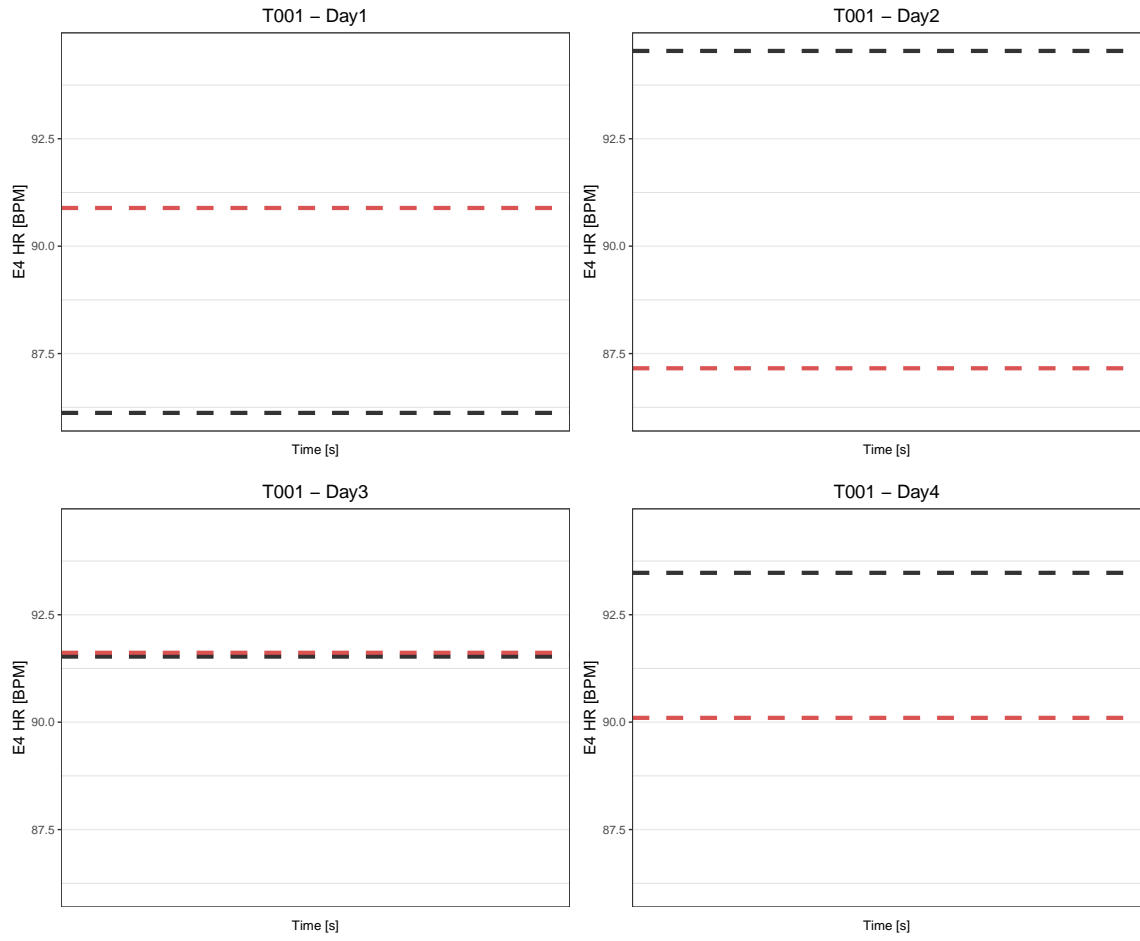 T001 – Day1
92.5
90.0
87.5
E4 HR [BPM]
Time [s]
T001 – Day2
92.5
90.0
87.5
E4 HR [BPM]
Time [s]
T001 – Day3
92.5
90.0
87.5
E4 HR [BPM]
Time [s]
T001 – Day4
92.5
90.0
87.5
E4 HR [BPM]
Time [s]